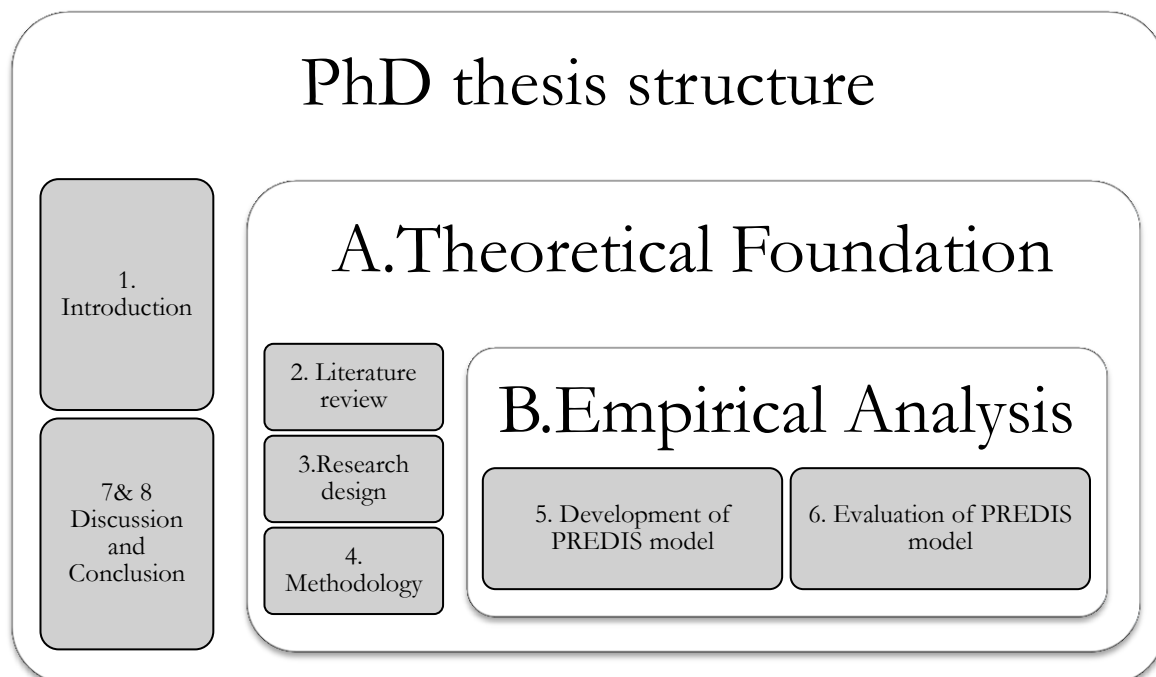 PhD thesis structure
1.
Introduction
7& 8
Discussion
and
Conclusion
A.Theoretical Foundation
2. Literature
review
3.Research
design
4.
Methodology
B.Empirical Analysis
5. Development of
PREDIS model
6. Evaluation of PREDIS
model